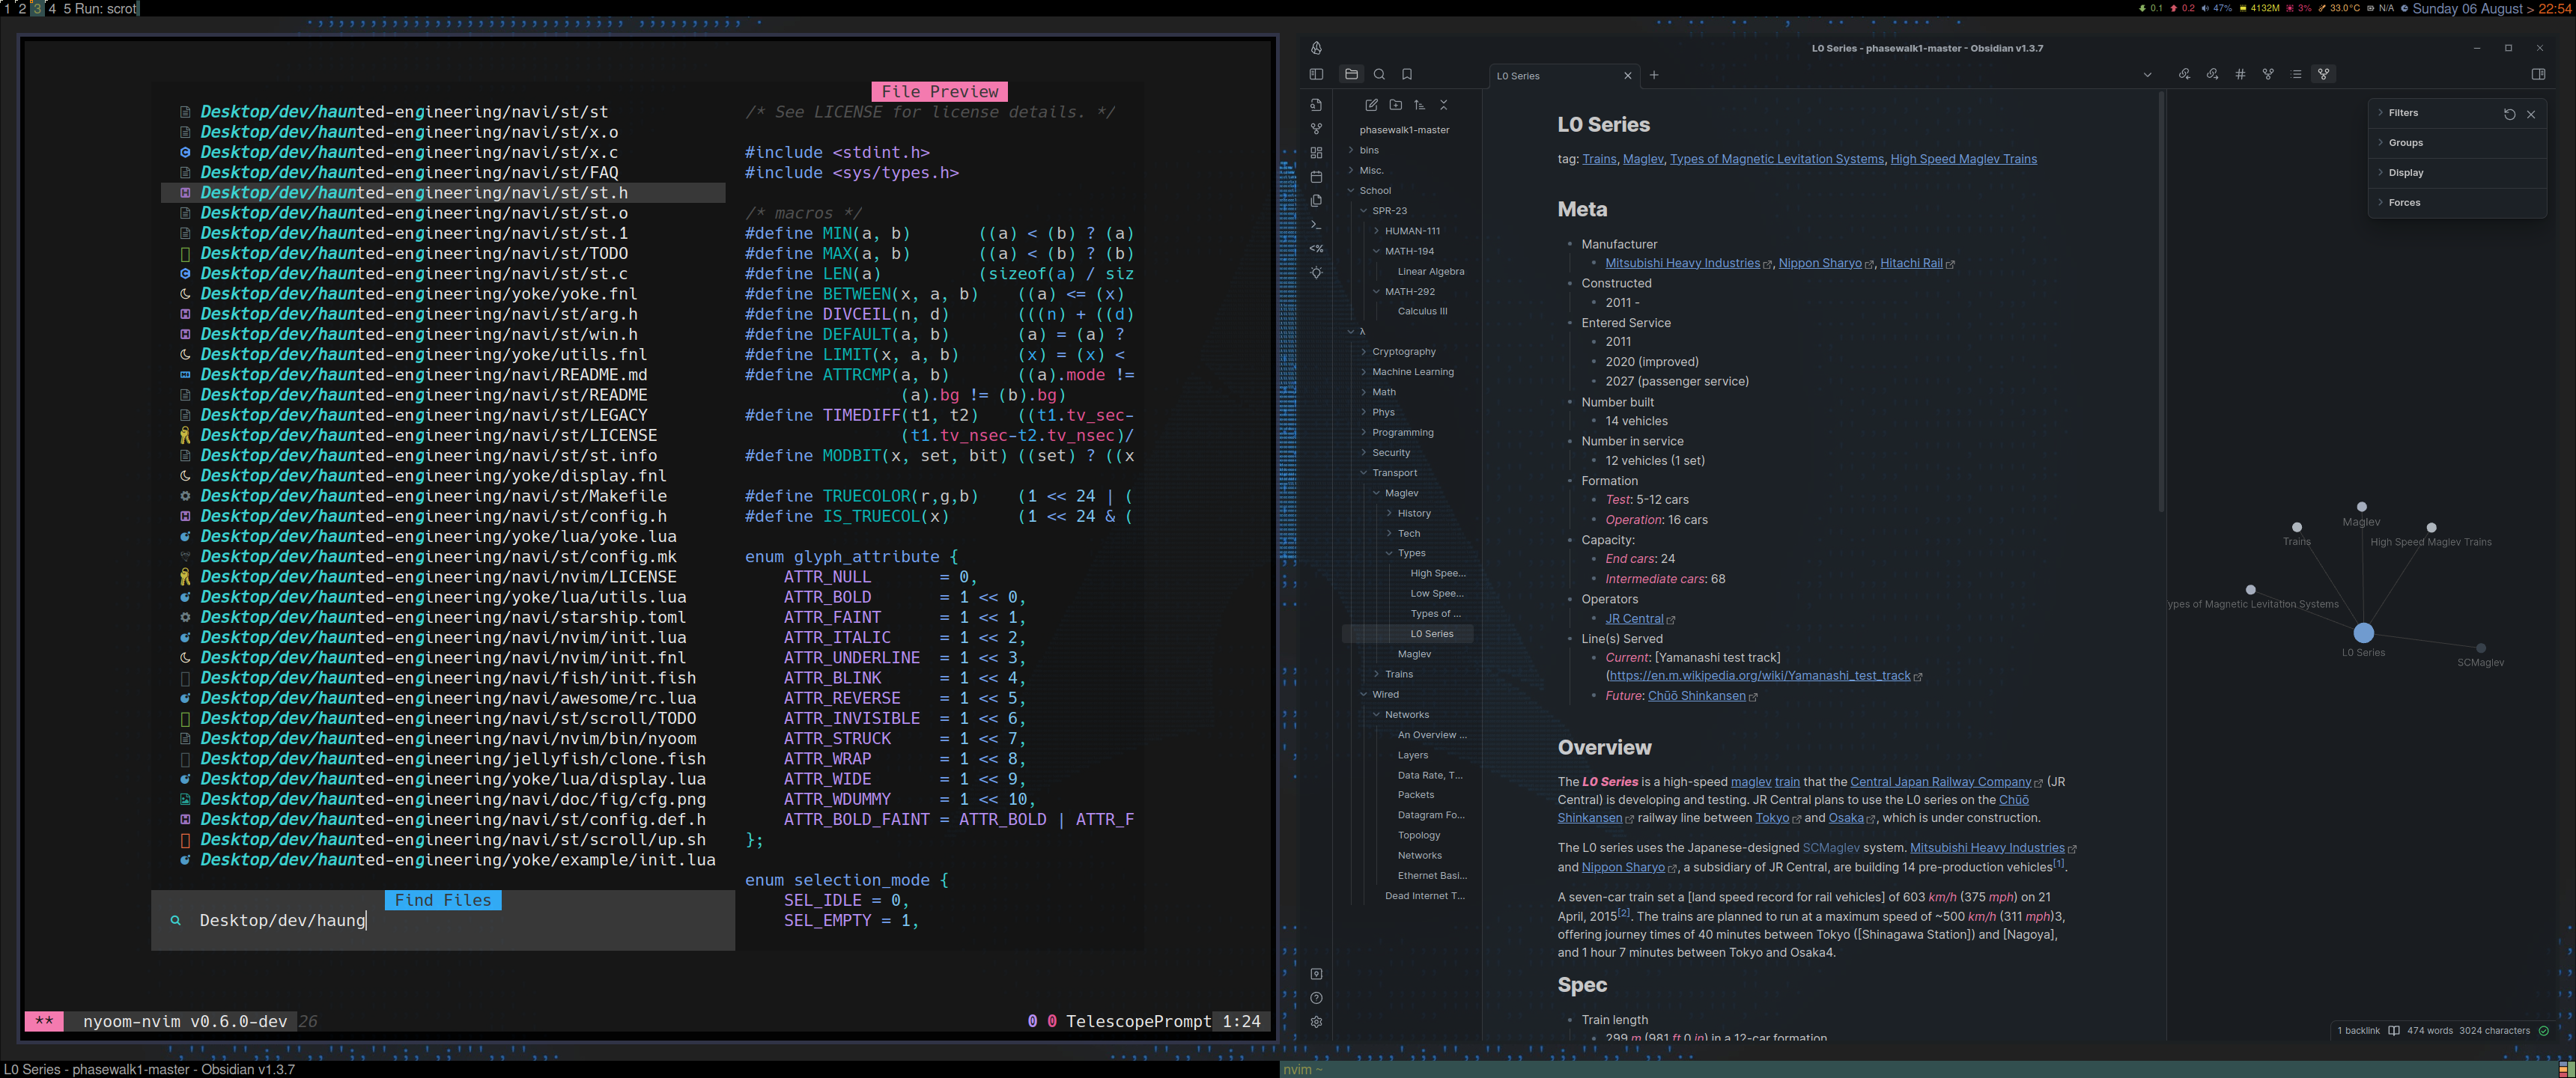 1 2 3 4 5 Run: scrot
0.1 0.2 47% 4132M 3% 33.0°C N/A Sunday 06 August > 22:54
File Preview
Desktop/dev/haunted-engineering/navi/st/st
Desktop/dev/haunted-engineering/navi/st/x.o
Desktop/dev/haunted-engineering/navi/st/x.c
Desktop/dev/haunted-engineering/navi/st/FAQ
Desktop/dev/haunted-engineering/navi/st/st.h
Desktop/dev/haunted-engineering/navi/st/st.o
Desktop/dev/haunted-engineering/navi/st/st.1
Desktop/dev/haunted-engineering/navi/st/TODO
Desktop/dev/haunted-engineering/navi/st/st.c
Desktop/dev/haunted-engineering/yoke/yoke.fnl
Desktop/dev/haunted-engineering/navi/st/arg.h
Desktop/dev/haunted-engineering/navi/st/win.h
Desktop/dev/haunted-engineering/yoke/utils.fnl
Desktop/dev/haunted-engineering/navi/README.md
Desktop/dev/haunted-engineering/navi/st/README
Desktop/dev/haunted-engineering/navi/st/LEGACY
Desktop/dev/haunted-engineering/navi/st/LICENSE
Desktop/dev/haunted-engineering/navi/st/st.info
Desktop/dev/haunted-engineering/yoke/display.fnl
Desktop/dev/haunted-engineering/navi/st/Makefile
Desktop/dev/haunted-engineering/navi/st/config.h
Desktop/dev/haunted-engineering/yoke/lua/yoke.lua
Desktop/dev/haunted-engineering/navi/st/config.mk
Desktop/dev/haunted-engineering/navi/nvim/LICENSE
Desktop/dev/haunted-engineering/yoke/lua/utils.lua
Desktop/dev/haunted-engineering/navi/starship.toml
Desktop/dev/haunted-engineering/navi/nvim/init.lua
Desktop/dev/haunted-engineering/navi/nvim/init.fnl
Desktop/dev/haunted-engineering/navi/fish/init.fish
Desktop/dev/haunted-engineering/navi/awesome/rc.lua
Desktop/dev/haunted-engineering/navi/st/scroll/TODO
Desktop/dev/haunted-engineering/navi/nvim/bin/nyoom
Desktop/dev/haunted-engineering/jellyfish/clone.fish
Desktop/dev/haunted-engineering/yoke/lua/display.lua
Desktop/dev/haunted-engineering/navi/doc/fig/cfg.png
Desktop/dev/haunted-engineering/navi/st/config.def.h
Desktop/dev/haunted-engineering/navi/st/scroll/up.sh
Desktop/dev/haunted-engineering/yoke/example/init.lua
Find Files
Desktop/dev/haung
/* See LICENSE for license details. */
#include <stdint.h>
#include <sys/types.h>
/* macros */
#define MIN(a, b) ((a) < (b) ? (a)
#define MAX(a, b) ((a) < (b) ? (b)
#define LEN(a) (sizeof(a) / siz
#define BETWEEN(x, a, b) ((a) <= (x)
#define DIVCEIL(n, d) (((n) + ((d)
#define DEFAULT(a, b) (a) = (a) ?
#define LIMIT(x, a, b) (x) = (x) <
#define ATTRCMP(a, b) ((a).mode !=
(a).bg != (b).bg)
#define TIMEDIFF(t1, t2) ((t1.tv_sec-
(t1.tv_nsec-t2.tv_nsec)/
#define MODBIT(x, set, bit) ((set) ? ((x
#define TRUECOLOR(r,g,b) (1 << 24 | (
#define IS_TRUECOL(x) (1 << 24 & (
enum glyph_attribute {
ATTR_NULL = 0,
ATTR_BOLD = 1 << 0,
ATTR_FAINT = 1 << 1,
ATTR_ITALIC = 1 << 2,
ATTR_UNDERLINE = 1 << 3,
ATTR_BLINK = 1 << 4,
ATTR_REVERSE = 1 << 5,
ATTR_INVISIBLE = 1 << 6,
ATTR_STRUCK = 1 << 7,
ATTR_WRAP = 1 << 8,
ATTR_WIDE = 1 << 9,
ATTR_WDUMMY = 1 << 10,
ATTR_BOLD_FAINT = ATTR_BOLD | ATTR_F
};
enum selection_mode {
SEL_IDLE = 0,
SEL_EMPTY = 1,
** nyoom-nvim v0.6.0-dev 26
0 0 TelescopePrompt 1:24
L0 Series - phasewalk1-master - Obsidian v1.3.7
L0 Series
phasewalk1-master
bins
Misc.
School
SPR-23
HUMAN-111
MATH-194
Linear Algebra
MATH-292
Calculus III
λ
Cryptography
Machine Learning
Math
Phys
Programming
Security
Transport
Maglev
History
Tech
Types
High Spee...
Low Spee...
Types of ...
L0 Series
Maglev
Trains
Wired
Networks
An Overview ...
Layers
Data Rate, T...
Packets
Datagram Fo...
Topology
Networks
Ethernet Basi...
Dead Internet T...
L0 Series
tag: Trains, Maglev, Types of Magnetic Levitation Systems, High Speed Maglev Trains
Meta
Manufacturer
Mitsubishi Heavy Industries, Nippon Sharyo, Hitachi Rail
Constructed
2011 -
Entered Service
2011
2020 (improved)
2027 (passenger service)
Number built
14 vehicles
Number in service
12 vehicles (1 set)
Formation
Test: 5-12 cars
Operation: 16 cars
Capacity:
End cars: 24
Intermediate cars: 68
Operators
JR Central
Line(s) Served
Current: [Yamanashi test track]
(https://en.m.wikipedia.org/wiki/Yamanashi_test_track
Future: Chūō Shinkansen
Overview
The L0 Series is a high-speed maglev train that the Central Japan Railway Company (JR
Central) is developing and testing. JR Central plans to use the L0 series on the Chūō
Shinkansen railway line between Tokyo and Osaka, which is under construction.
The L0 series uses the Japanese-designed SCMaglev system. Mitsubishi Heavy Industries
and Nippon Sharyo, a subsidiary of JR Central, are building 14 pre-production vehicles[1].
A seven-car train set a [land speed record for rail vehicles] of 603 km/h (375 mph) on 21
April, 2015[2]. The trains are planned to run at a maximum speed of ~500 km/h (311 mph)3,
offering journey times of 40 minutes between Tokyo ([Shinagawa Station]) and [Nagoya],
and 1 hour 7 minutes between Tokyo and Osaka4.
Spec
Train length
299 m (981 ft 0 in) in a 12-car formation
Filters
Groups
Display
Forces
Maglev
Trains
High Speed Maglev Trains
ypes of Magnetic Levitation Systems
L0 Series
SCMaglev
1 backlink 474 words 3024 characters
L0 Series - phasewalk1-master - Obsidian v1.3.7
nvim ~